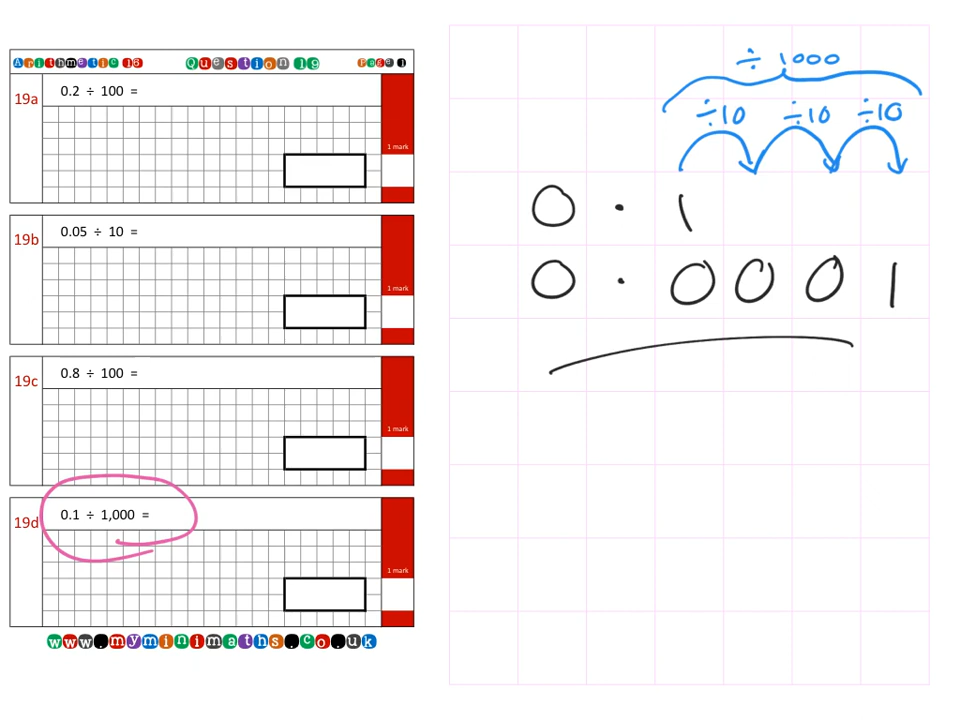 Arithmetic 16 Question 19 Page 1
19a 0.2 ÷ 100 =
1 mark
19b 0.05 ÷ 10 =
1 mark
19c 0.8 ÷ 100 =
1 mark
19d 0.1 ÷ 1,000 =
1 mark
www.myminimaths.co.uk
÷ 1000
÷10 ÷10 ÷10
0 . 1
0 . 0 0 0 1